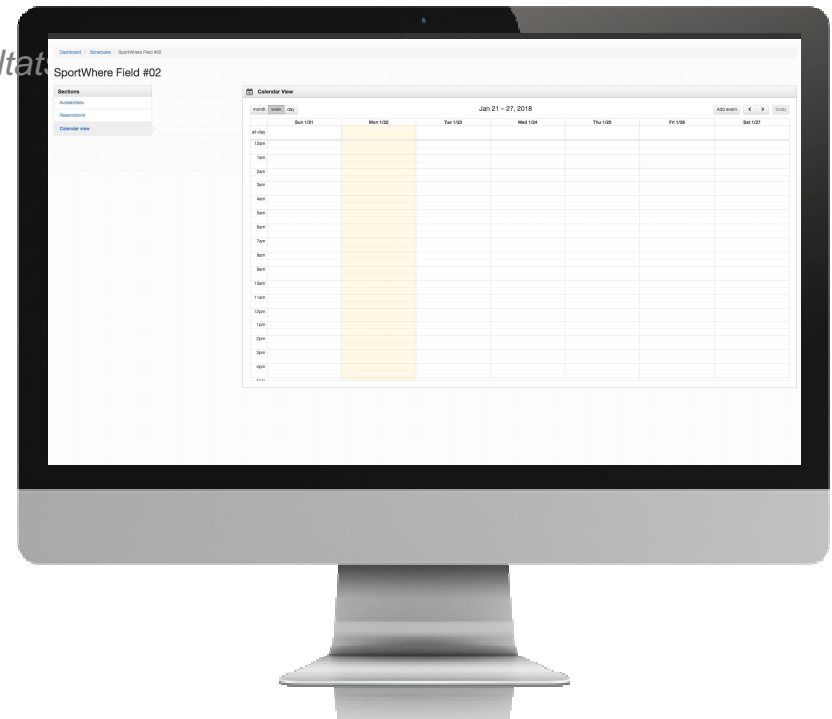 Dashboard / Schedules / SportWhere Field #02
ltats
SportWhere Field #02
Sections
Availabilities
Reservations
Calendar view
Calendar View
month week day
Jan 21 – 27, 2018
Add event < > today
Sun 1/21 Mon 1/22 Tue 1/23 Wed 1/24 Thu 1/25 Fri 1/26 Sat 1/27
all-day
12am
1am
2am
3am
4am
5am
6am
7am
8am
9am
10am
11am
12pm
1pm
2pm
3pm
4pm
5pm